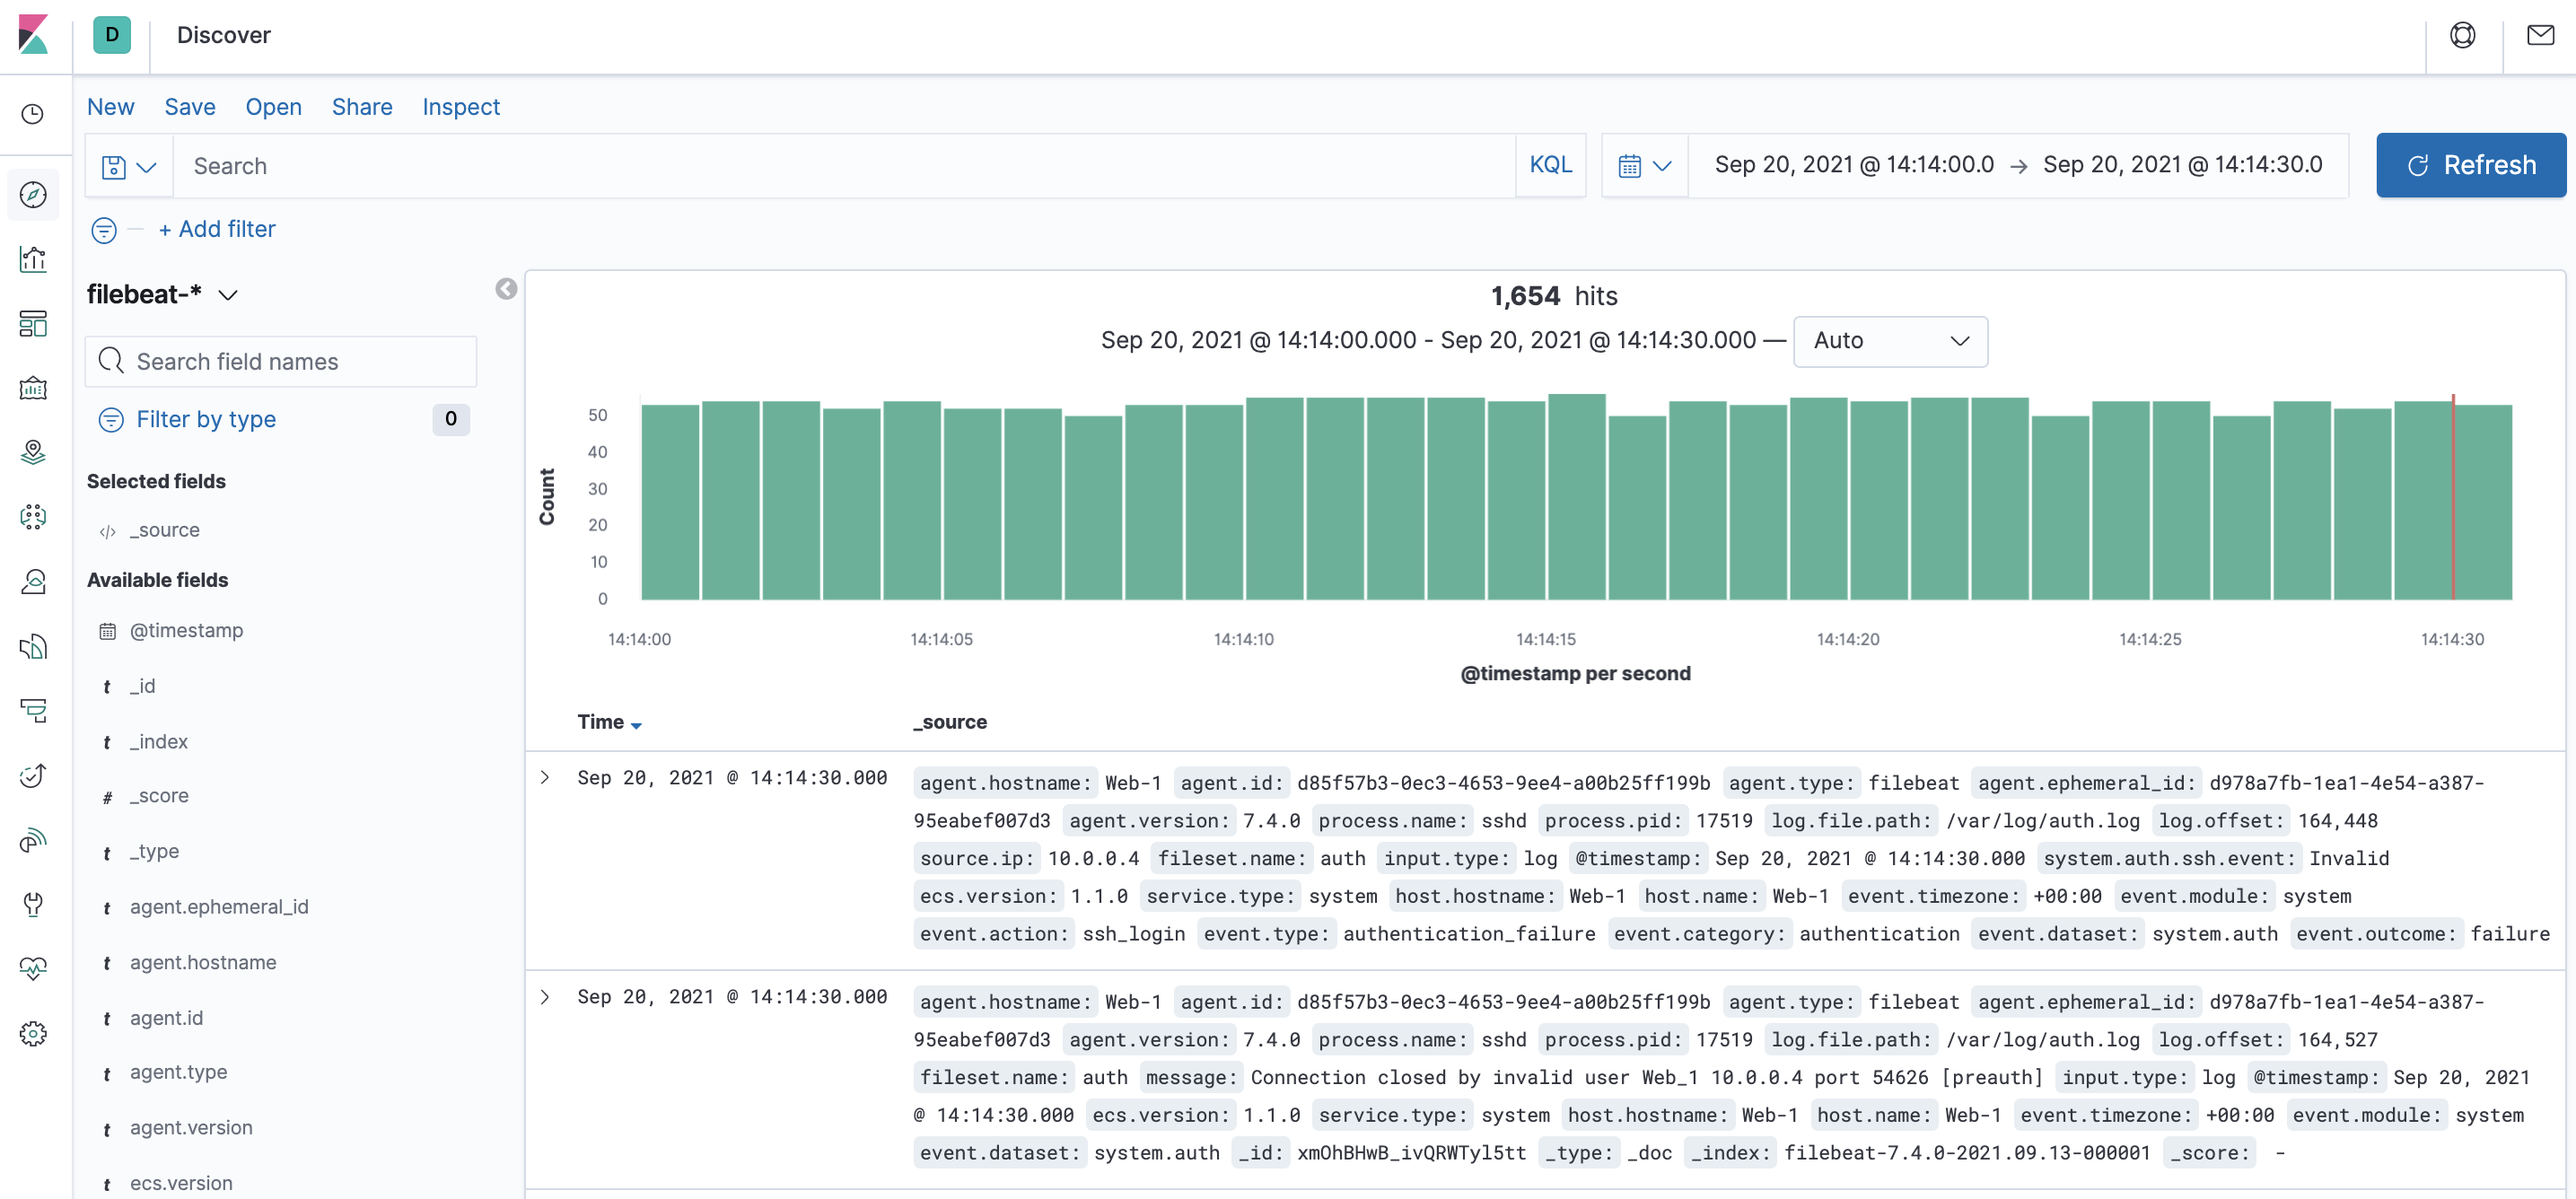 D Discover
New Save Open Share Inspect
Search KQL Sep 20, 2021 @ 14:14:00.0 → Sep 20, 2021 @ 14:14:30.0 Refresh
+ Add filter
filebeat-*
Search field names
Filter by type 0
Selected fields
</> _source
Available fields
@timestamp
t _id
t _index
# _score
t _type
t agent.ephemeral_id
t agent.hostname
t agent.id
t agent.type
t agent.version
t ecs.version
1,654 hits
Sep 20, 2021 @ 14:14:00.000 - Sep 20, 2021 @ 14:14:30.000 — Auto
Count
50
40
30
20
10
0
14:14:00 14:14:05 14:14:10 14:14:15 14:14:20 14:14:25 14:14:30
@timestamp per second
Time _source
Sep 20, 2021 @ 14:14:30.000 agent.hostname: Web-1 agent.id: d85f57b3-0ec3-4653-9ee4-a00b25ff199b agent.type: filebeat agent.ephemeral_id: d978a7fb-1ea1-4e54-a387-
95eabef007d3 agent.version: 7.4.0 process.name: sshd process.pid: 17519 log.file.path: /var/log/auth.log log.offset: 164,448
source.ip: 10.0.0.4 fileset.name: auth input.type: log @timestamp: Sep 20, 2021 @ 14:14:30.000 system.auth.ssh.event: Invalid
ecs.version: 1.1.0 service.type: system host.hostname: Web-1 host.name: Web-1 event.timezone: +00:00 event.module: system
event.action: ssh_login event.type: authentication_failure event.category: authentication event.dataset: system.auth event.outcome: failure
Sep 20, 2021 @ 14:14:30.000 agent.hostname: Web-1 agent.id: d85f57b3-0ec3-4653-9ee4-a00b25ff199b agent.type: filebeat agent.ephemeral_id: d978a7fb-1ea1-4e54-a387-
95eabef007d3 agent.version: 7.4.0 process.name: sshd process.pid: 17519 log.file.path: /var/log/auth.log log.offset: 164,527
fileset.name: auth message: Connection closed by invalid user Web_1 10.0.0.4 port 54626 [preauth] input.type: log @timestamp: Sep 20, 2021
@ 14:14:30.000 ecs.version: 1.1.0 service.type: system host.hostname: Web-1 host.name: Web-1 event.timezone: +00:00 event.module: system
event.dataset: system.auth _id: xmOhBHwB_ivQRWTyl5tt _type: _doc _index: filebeat-7.4.0-2021.09.13-000001 _score: -